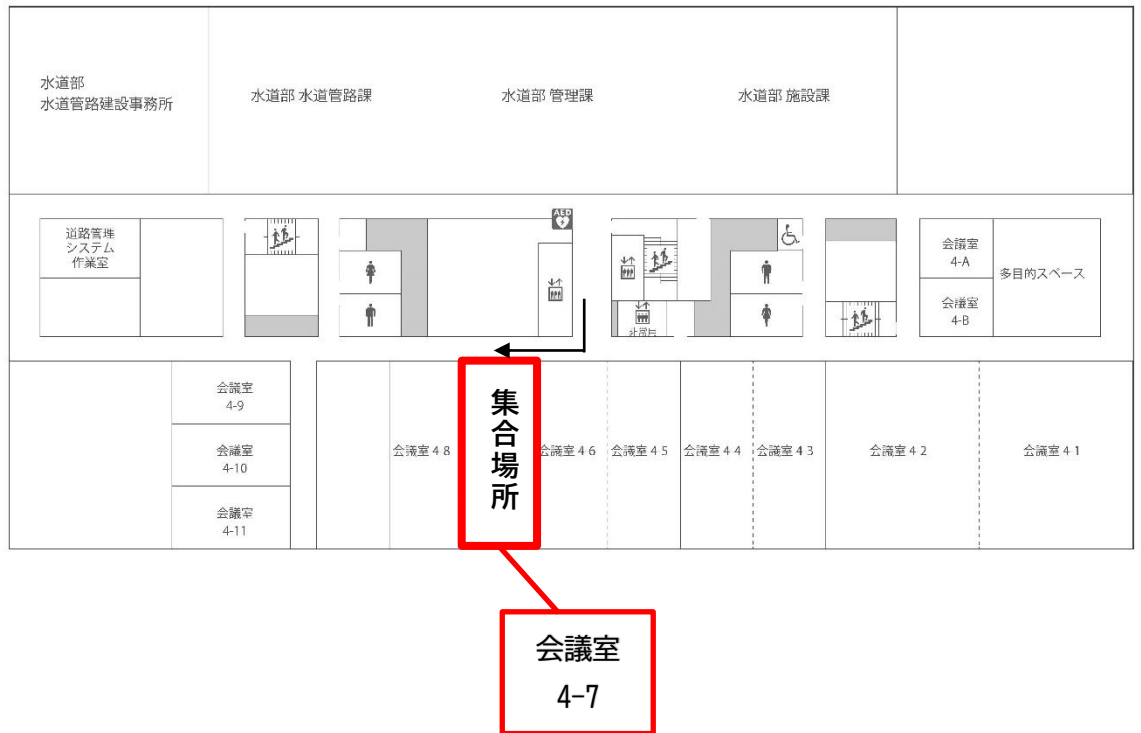 水道部
水道管路建設事務所
水道部 水道管路課
水道部 管理課
水道部 施設課
AED
道路管理
システム
作業室
会議室
4-A
会議室
4-B
多目的スペース
非常用
会議室
4-9
会議室
4-10
会議室
4-11
会議室 4 8
集合場所
会議室 4 6
会議室 4 5
会議室 4 4
会議室 4 3
会議室 4 2
会議室 4 1
会議室
4-7